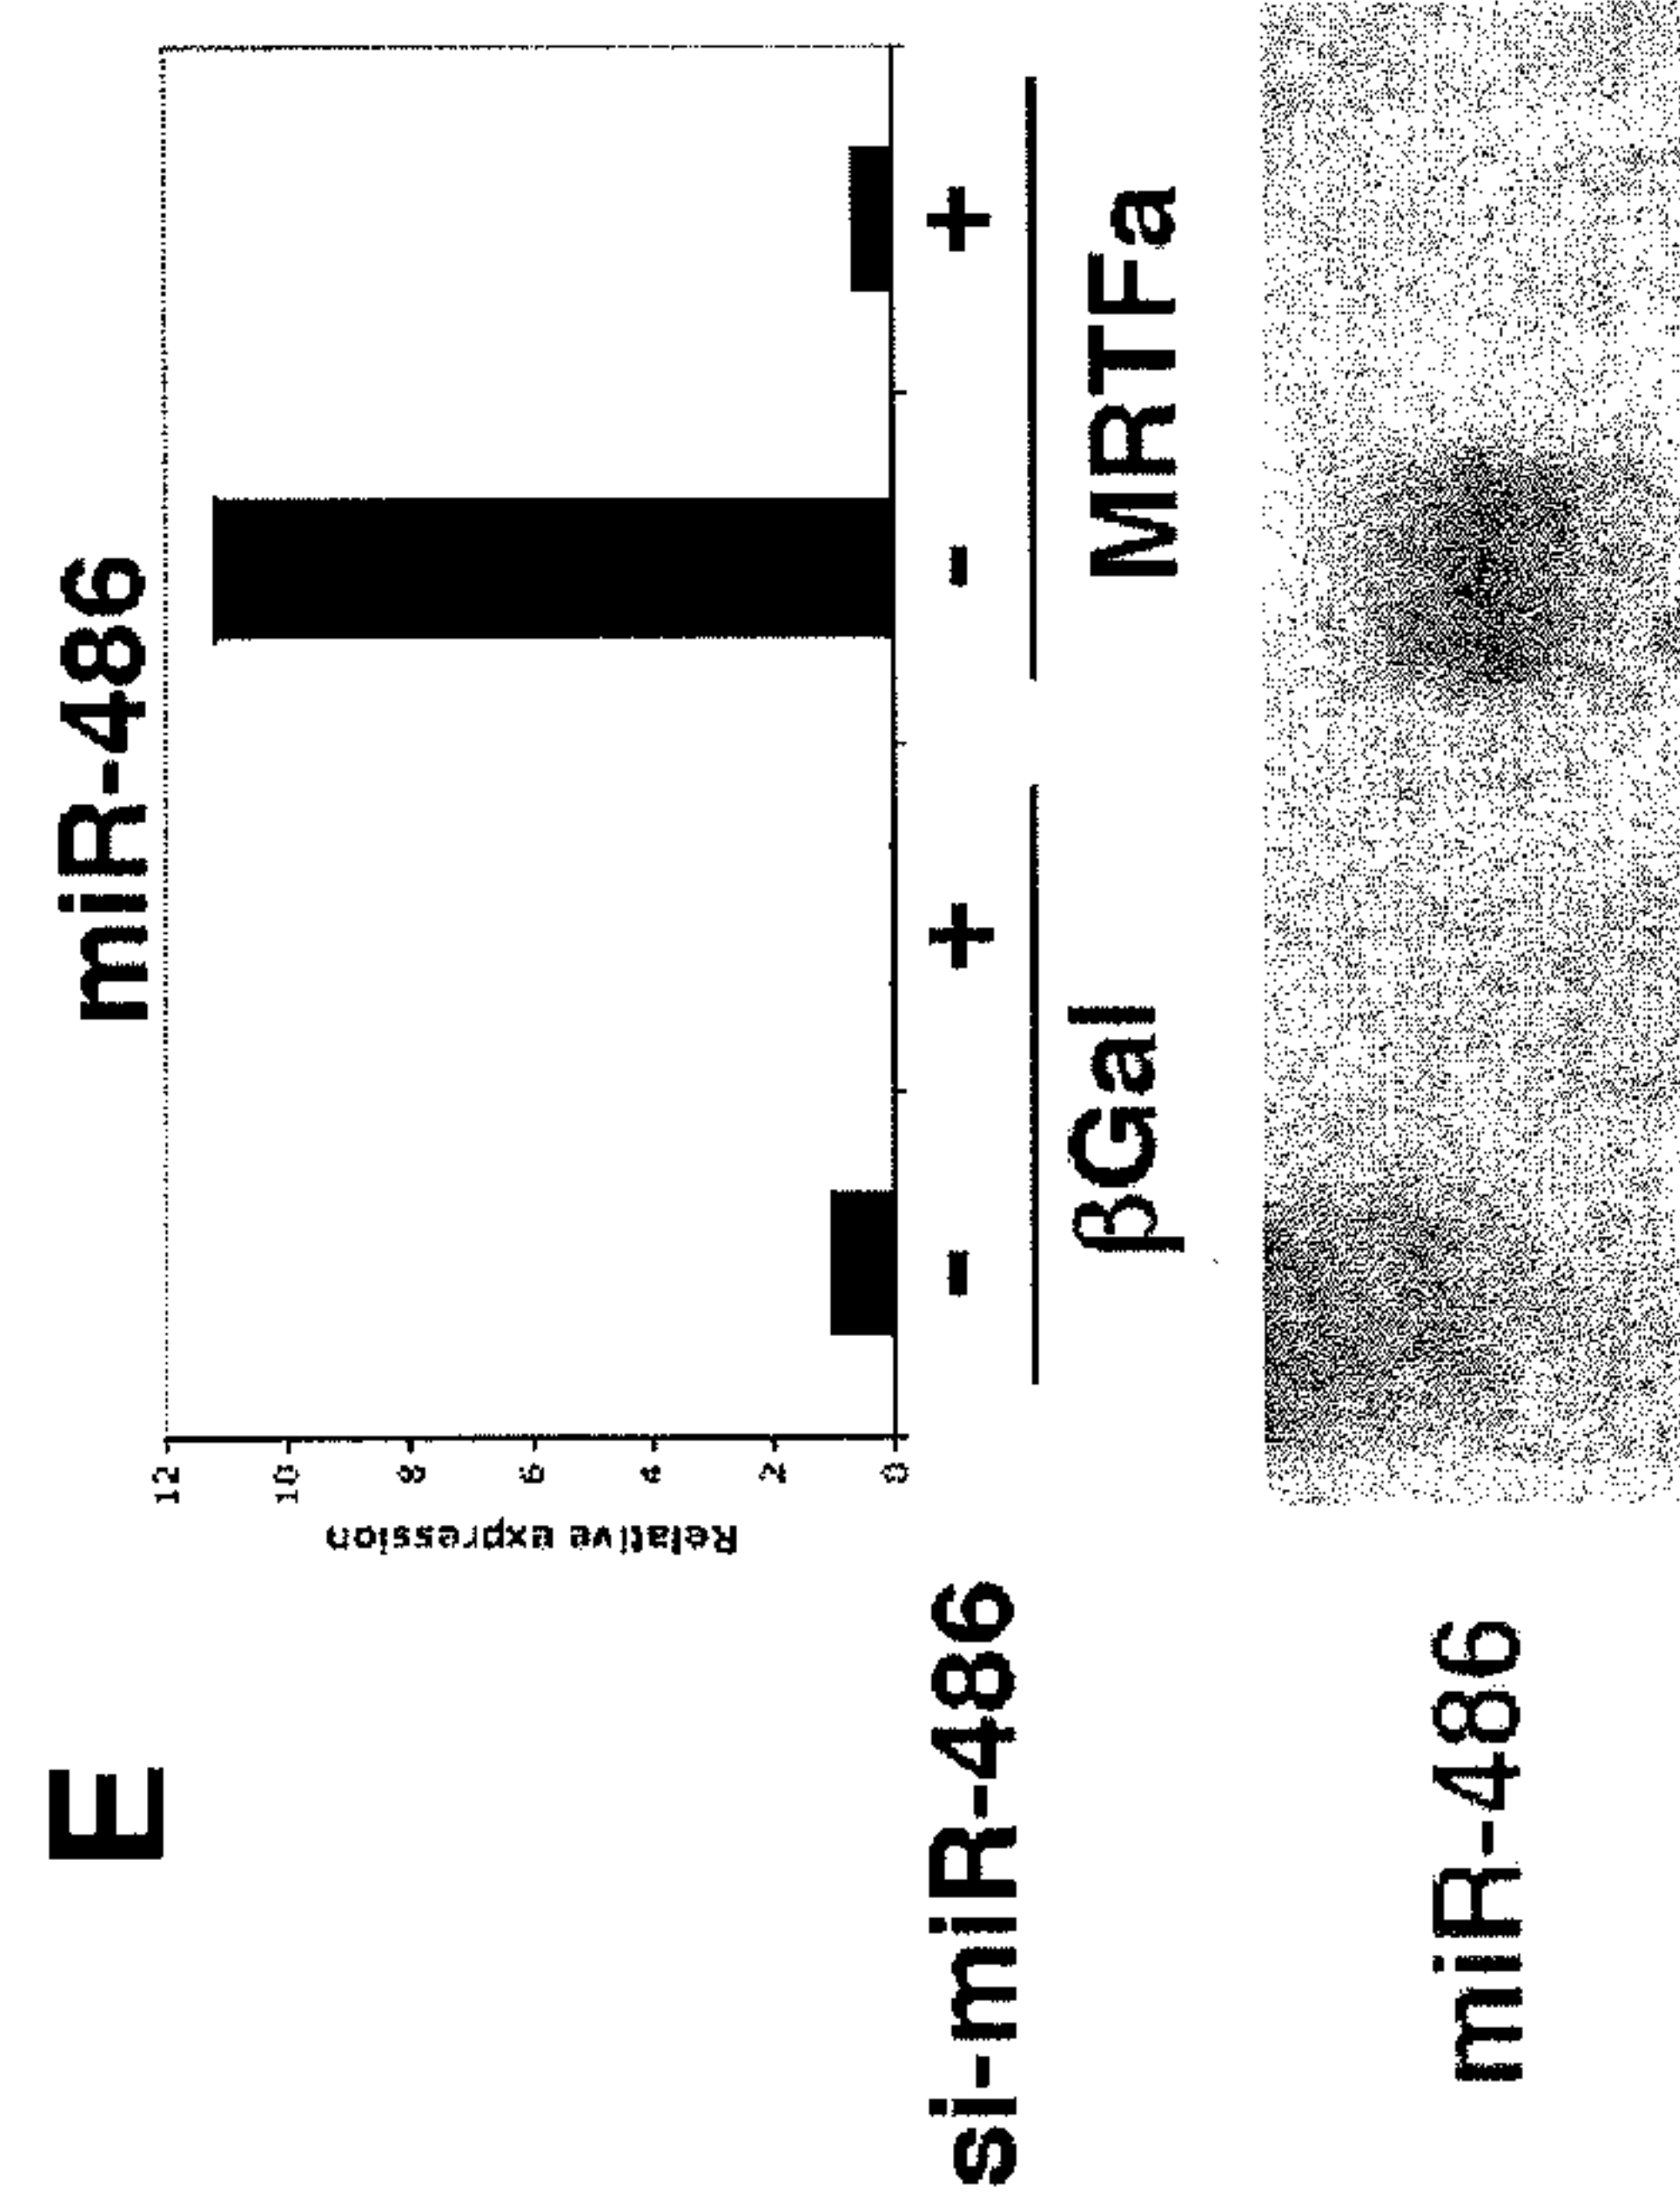 E
miR-486
Relative expression
12
10
8
6
4
2
0
si-miR-486 - + - +
βGal MRTFa
miR-486